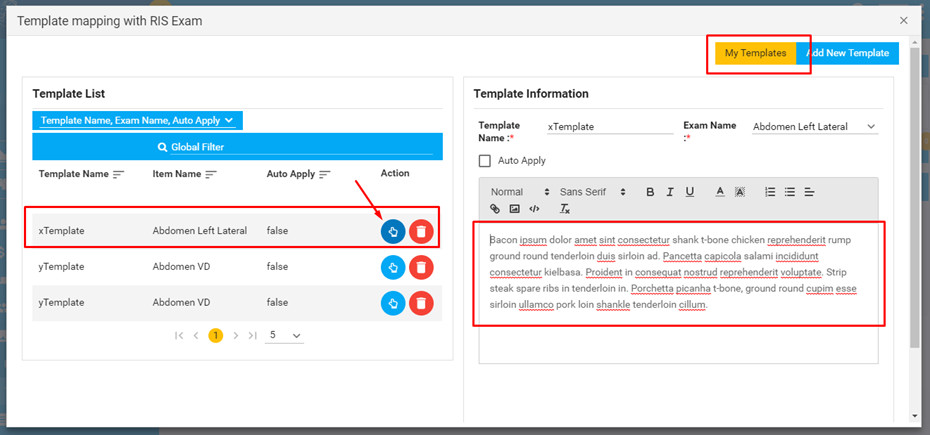 Template mapping with RIS Exam
My Templates
Add New Template
Template List
Template Name, Exam Name, Auto Apply
Global Filter
Template Name Item Name Auto Apply Action
xTemplate Abdomen Left Lateral false
yTemplate Abdomen VD false
yTemplate Abdomen VD false
1 5
Template Information
Template Name :* xTemplate Exam Name :* Abdomen Left Lateral
Auto Apply
Normal Sans Serif B I U A A
Bacon ipsum dolor amet sint consectetur shank t-bone chicken reprehenderit rump
ground round tenderloin duis sirloin ad. Pancetta capicola salami incididunt
consectetur kielbasa. Proident in consequat nostrud reprehenderit voluptate. Strip
steak spare ribs in tenderloin in. Porchetta picanha t-bone, ground round cupim esse
sirloin ullamco pork loin shankle tenderloin cillum.